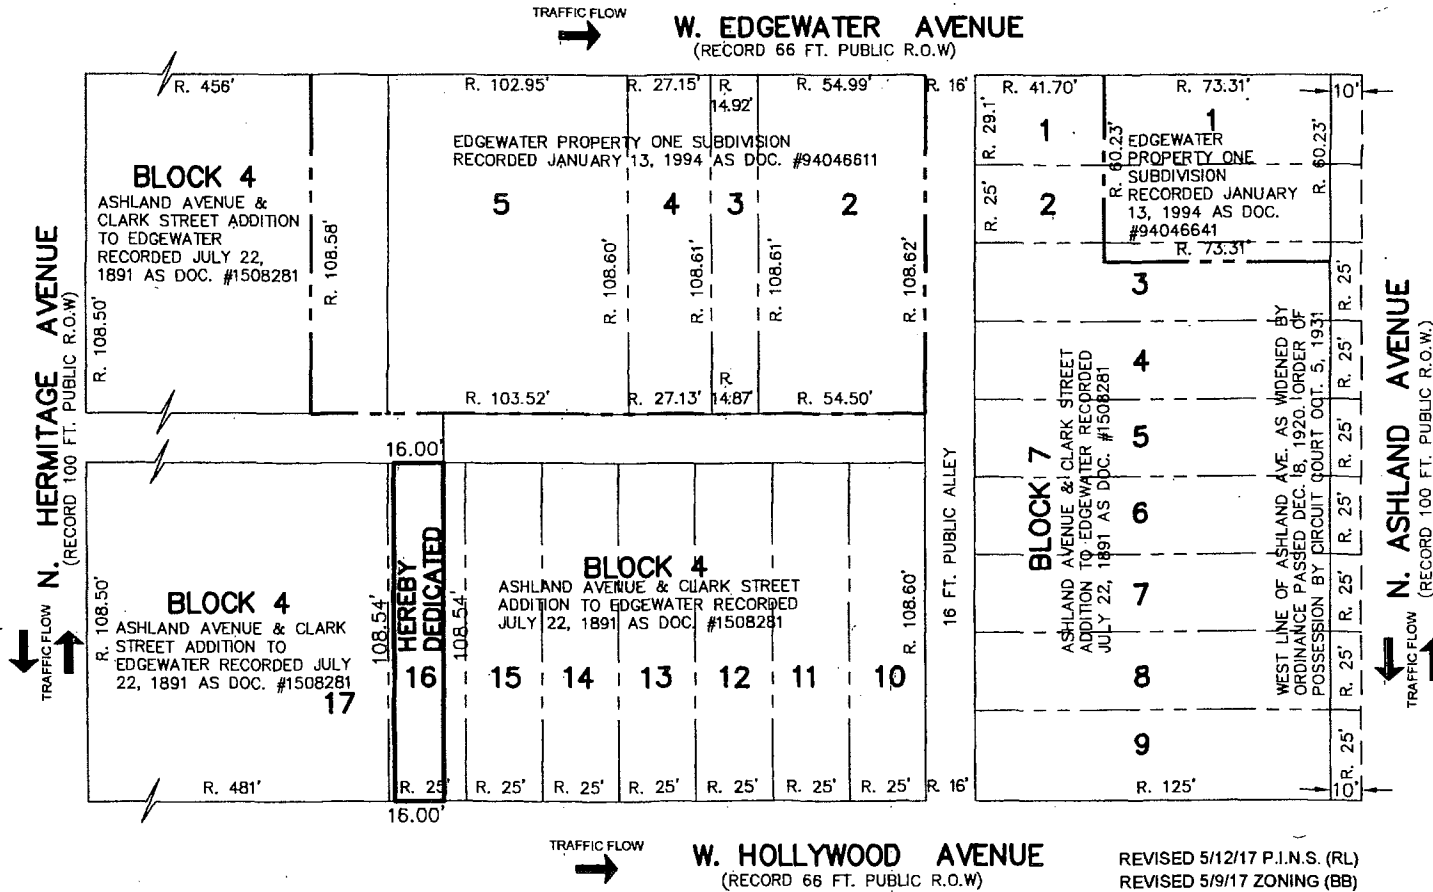 TRAFFIC FLOW
W. EDGEWATER AVENUE
(RECORD 66 FT. PUBLIC R.O.W)
R. 456'
R. 102.95'
R. 27.15'
R.
14.92'
R. 54.99'
R. 16'
R. 41.70'
R. 73.31'
10'
BLOCK 4
ASHLAND AVENUE &
CLARK STREET ADDITION
TO EDGEWATER
RECORDED JULY 22,
1891 AS DOC. #1508281
R. 108.50'
R. 108.58'
EDGEWATER PROPERTY ONE SUBDIVISION
RECORDED JANUARY 13, 1994 AS DOC. #94046611
5
4
3
2
R. 108.60'
R. 108.61'
R. 108.61'
R. 108.62'
R. 103.52'
R. 27.13'
R.
14.87'
R. 54.50'
R. 29.1'
1
R. 25'
2
R. 60.23'
1
EDGEWATER
PROPERTY ONE
SUBDIVISION
RECORDED JANUARY
13, 1994 AS DOC.
#94046641
R. 60.23'
R. 73.31'
3
R. 25'
4
R. 25'
5
R. 25'
6
R. 25'
7
R. 25'
8
R. 25'
9
R. 25'
R. 125'
10'
BLOCK 7
ASHLAND AVENUE & CLARK STREET
ADDITION TO EDGEWATER RECORDED
JULY 22, 1891 AS DOC. #1508281
WEST LINE OF ASHLAND AVE. AS WIDENED BY
ORDINANCE PASSED DEC. 18, 1920. ORDER OF
POSSESSION BY CIRCUIT COURT OCT. 5, 1931
N. ASHLAND AVENUE
(RECORD 100 FT. PUBLIC R.O.W.)
TRAFFIC FLOW
N. HERMITAGE AVENUE
(RECORD 100 FT. PUBLIC R.O.W)
TRAFFIC FLOW
16.00'
R. 108.50'
BLOCK 4
ASHLAND AVENUE & CLARK
STREET ADDITION TO
EDGEWATER RECORDED JULY
22, 1891 AS DOC. #1508281
17
108.54'
HEREBY
DEDICATED
16
108.54'
BLOCK 4
ASHLAND AVENUE & CLARK STREET
ADDITION TO EDGEWATER RECORDED
JULY 22, 1891 AS DOC. #1508281
15
14
13
12
11
10
R. 108.60'
16 FT. PUBLIC ALLEY
R. 481'
R. 25'
R. 25'
R. 25'
R. 25'
R. 25'
R. 25'
R. 25'
R. 16'
16.00'
TRAFFIC FLOW
W. HOLLYWOOD AVENUE
(RECORD 66 FT. PUBLIC R.O.W)
REVISED 5/12/17 P.I.N.S. (RL)
REVISED 5/9/17 ZONING (BB)